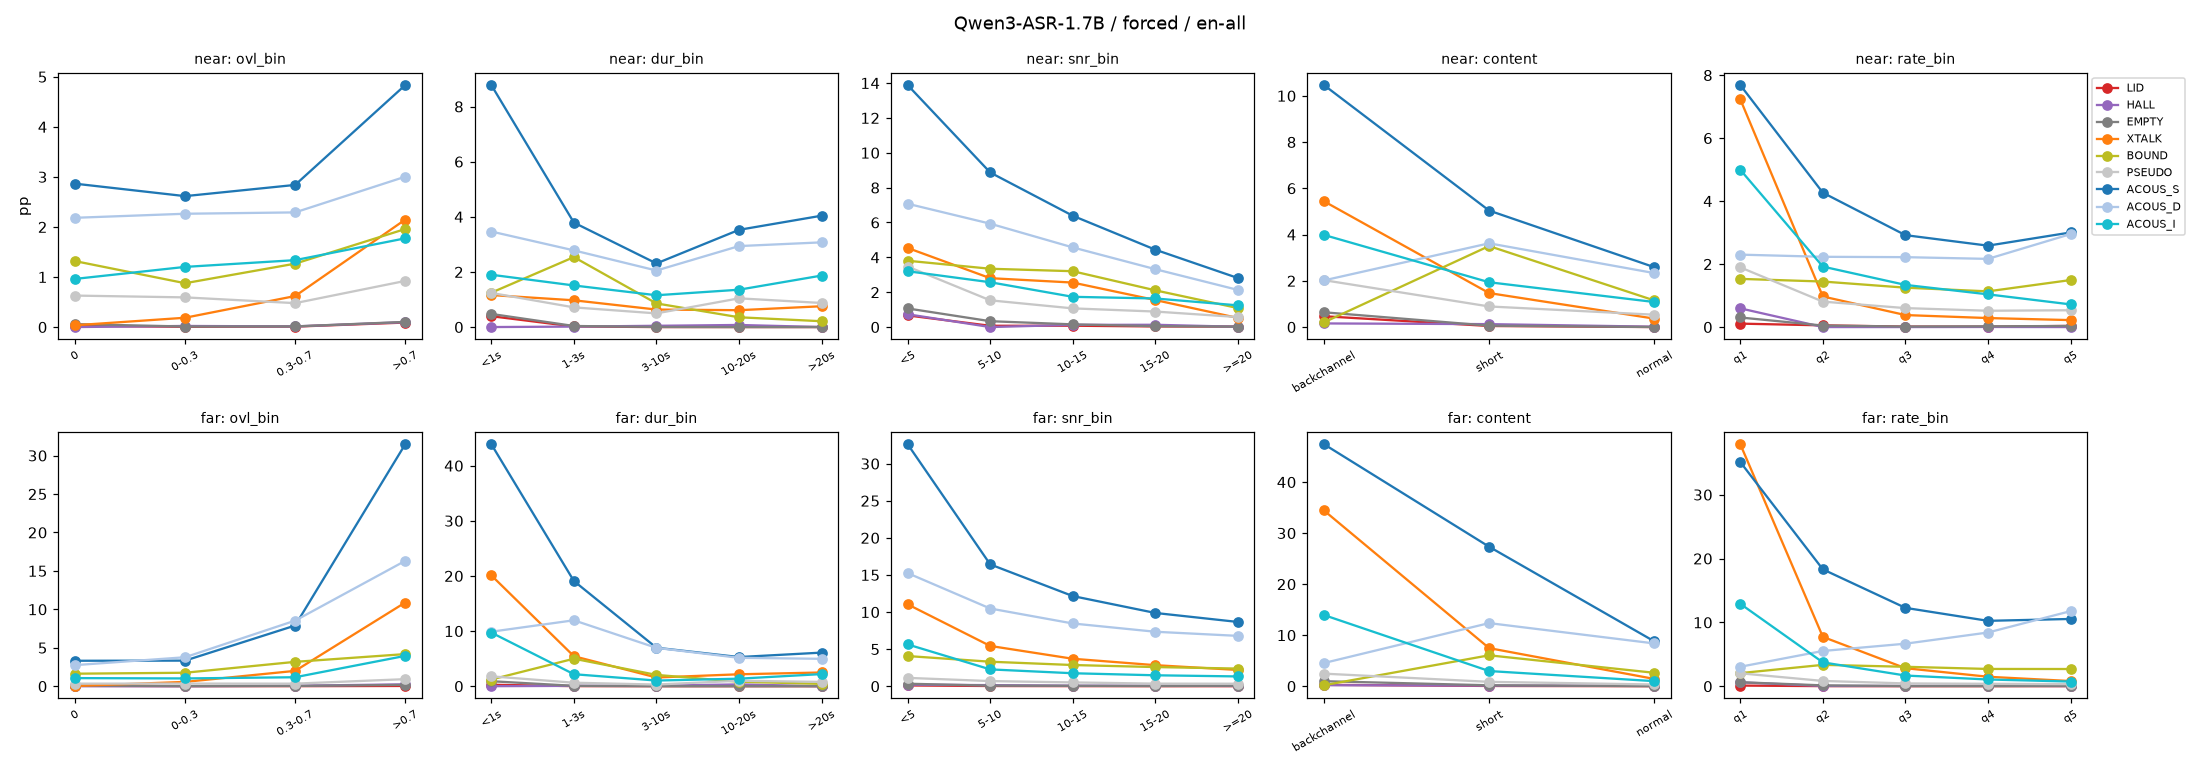 Qwen3-ASR-1.7B / forced / en-all
near: ovl_bin
near: dur_bin
near: snr_bin
near: content
near: rate_bin
pp
5
4
3
2
1
0
0
0-0.3
0.3-0.7
>0.7
8
6
4
2
0
<1s
1-3s
3-10s
10-20s
>20s
14
12
10
8
6
4
2
0
<5
5-10
10-15
15-20
>=20
10
8
6
4
2
0
backchannel
short
normal
8
6
4
2
0
q1
q2
q3
q4
q5
LID
HALL
EMPTY
XTALK
BOUND
PSEUDO
ACOUS_S
ACOUS_D
ACOUS_I
far: ovl_bin
far: dur_bin
far: snr_bin
far: content
far: rate_bin
30
25
20
15
10
5
0
0
0-0.3
0.3-0.7
>0.7
40
30
20
10
0
<1s
1-3s
3-10s
10-20s
>20s
30
25
20
15
10
5
0
<5
5-10
10-15
15-20
>=20
40
30
20
10
0
backchannel
short
normal
30
20
10
0
q1
q2
q3
q4
q5